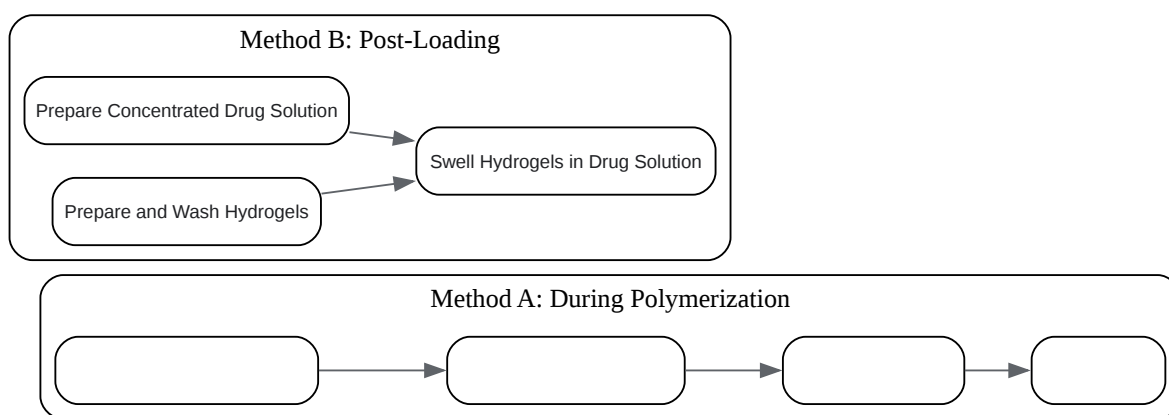 Method B: Post-Loading
Prepare Concentrated Drug Solution
Swell Hydrogels in Drug Solution
Prepare and Wash Hydrogels
Method A: During Polymerization